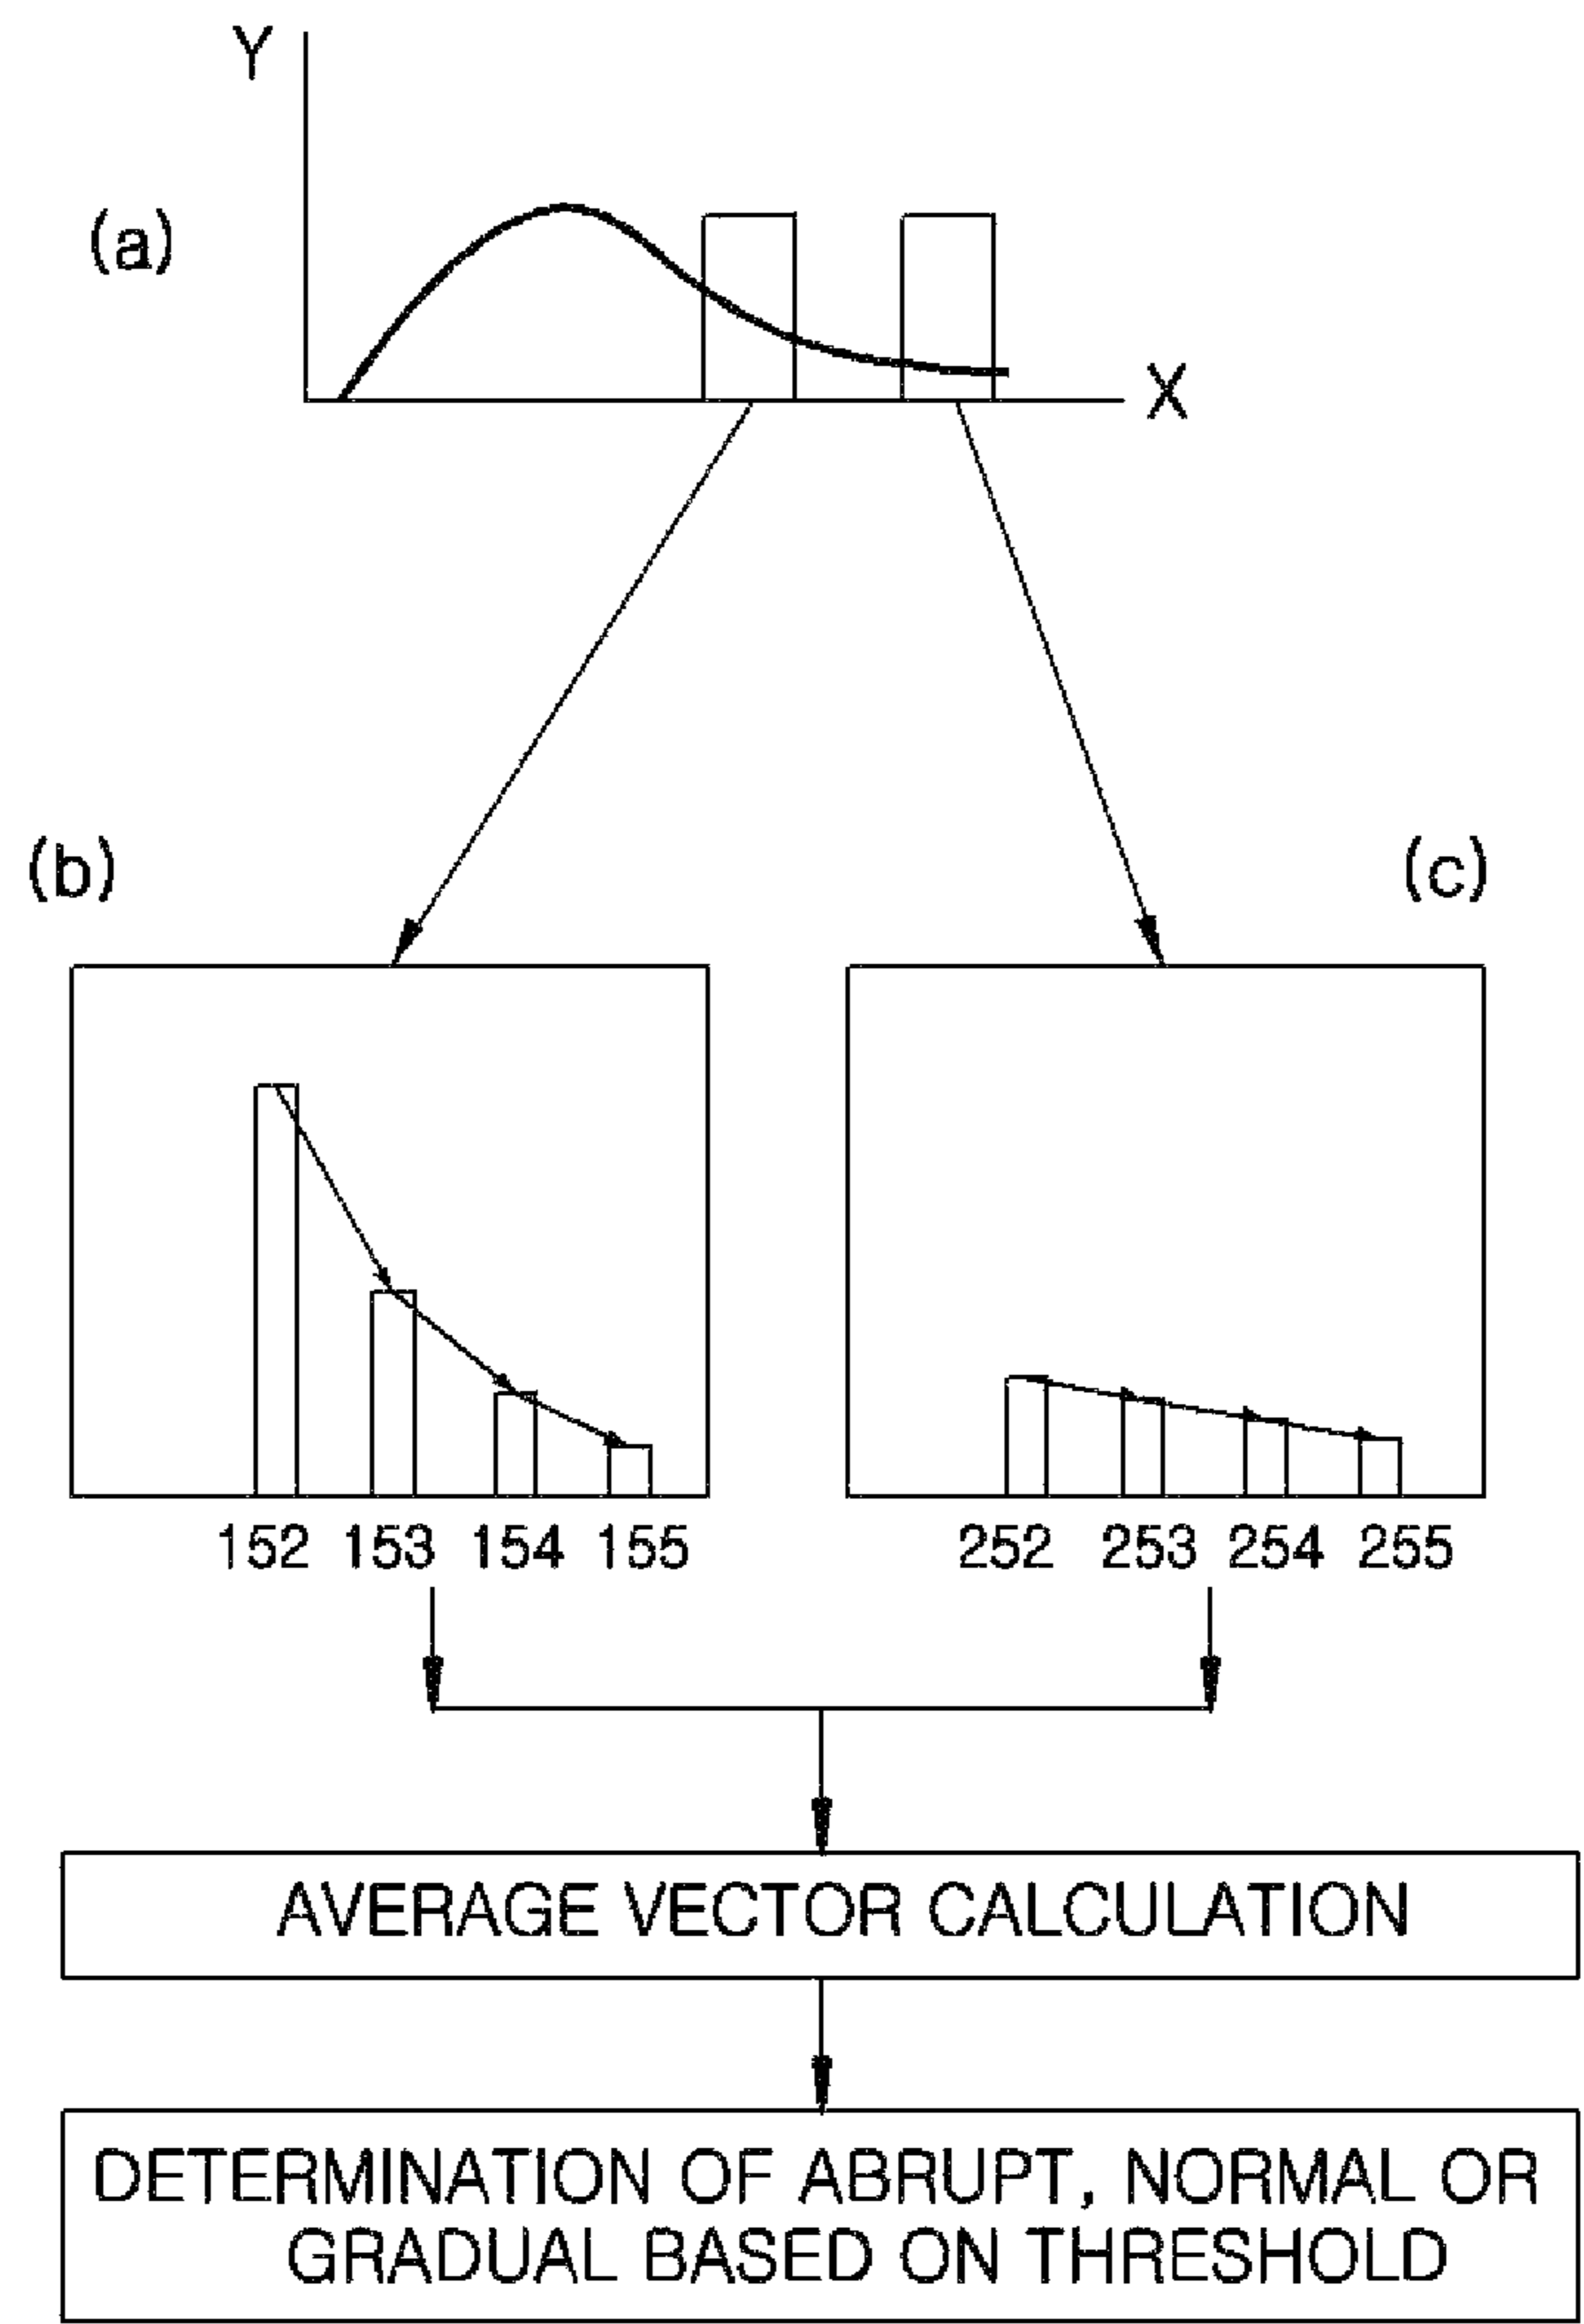 Y
(a)
X
(b)
(c)
152 153 154 155
252 253 254 255
AVERAGE VECTOR CALCULATION
DETERMINATION OF ABRUPT, NORMAL OR
GRADUAL BASED ON THRESHOLD